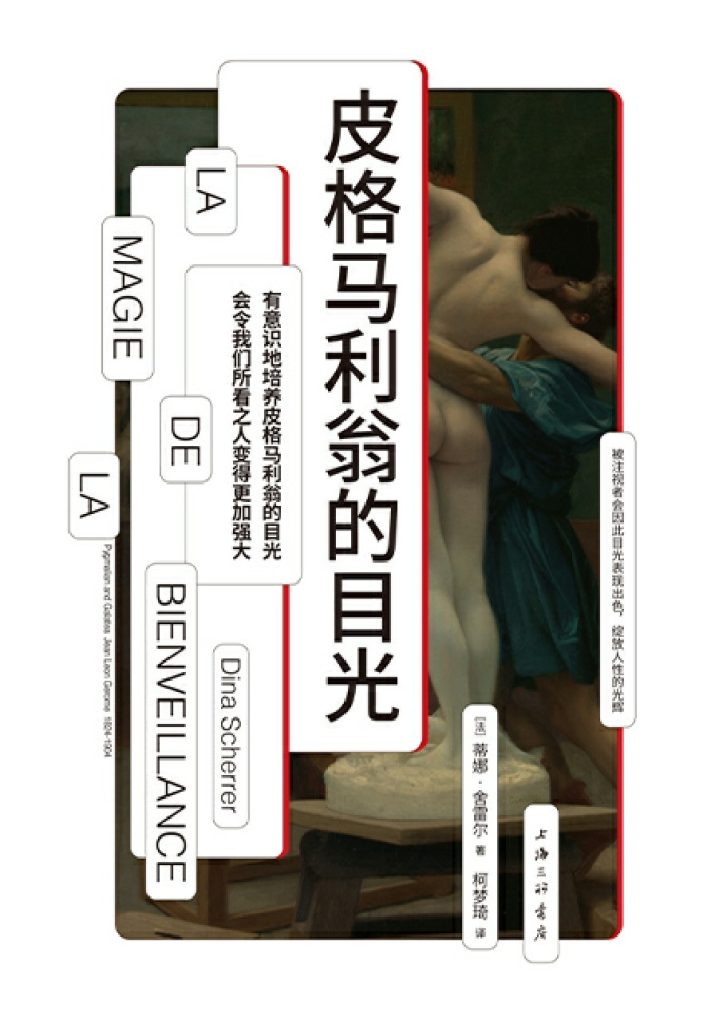 皮格马利翁的目光
有意识地培养皮格马利翁的目光
会令我们所看之人变得更加强大
LA
MAGIE
DE
LA
BIENVEILLANCE
Dina Scherrer
Pygmalion and Galatea Jean Leon Gerome 1824-1904
被注视者会因此目光表现出色，绽放人性的光辉
[法] 蒂娜·舍雷尔 著 柯梦琦 译
上海三联书店